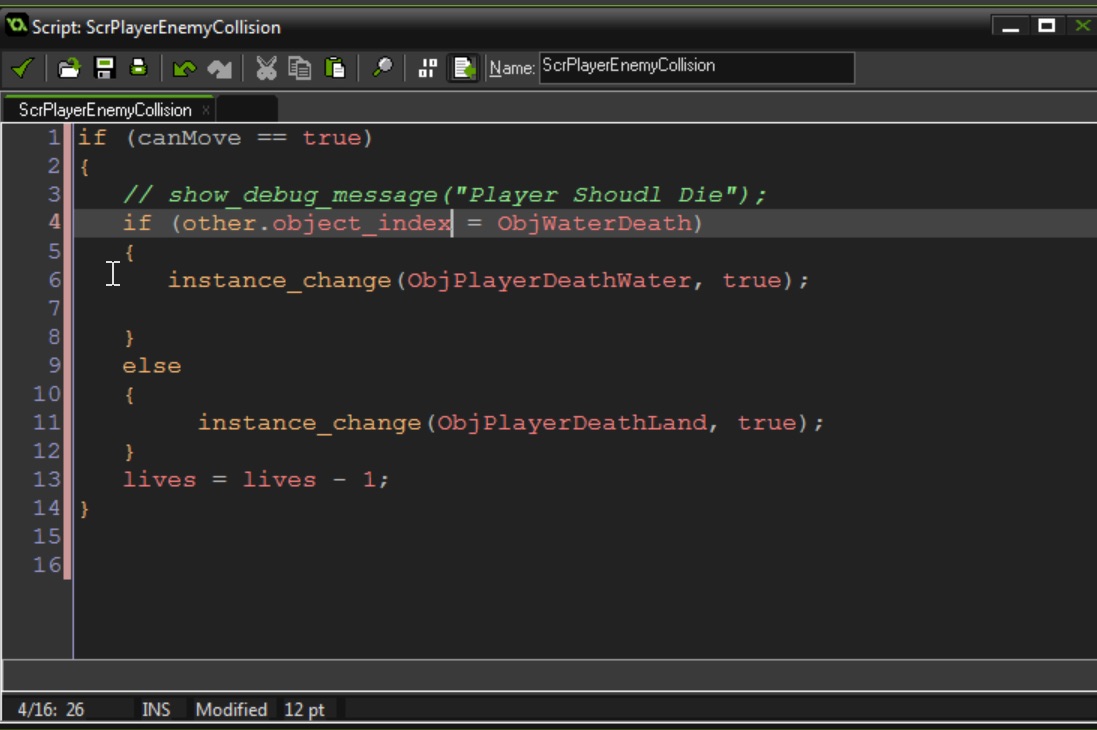 Script: ScrPlayerEnemyCollision
Name: ScrPlayerEnemyCollision
ScrPlayerEnemyCollision ×
1 if (canMove == true)
2 {
3 // show_debug_message("Player Shoudl Die");
4 if (other.object_index = ObjWaterDeath)
5 {
6 instance_change(ObjPlayerDeathWater, true);
7
8 }
9 else
10 {
11 instance_change(ObjPlayerDeathLand, true);
12 }
13 lives = lives - 1;
14 }
15
16
4/16: 26 INS Modified 12 pt